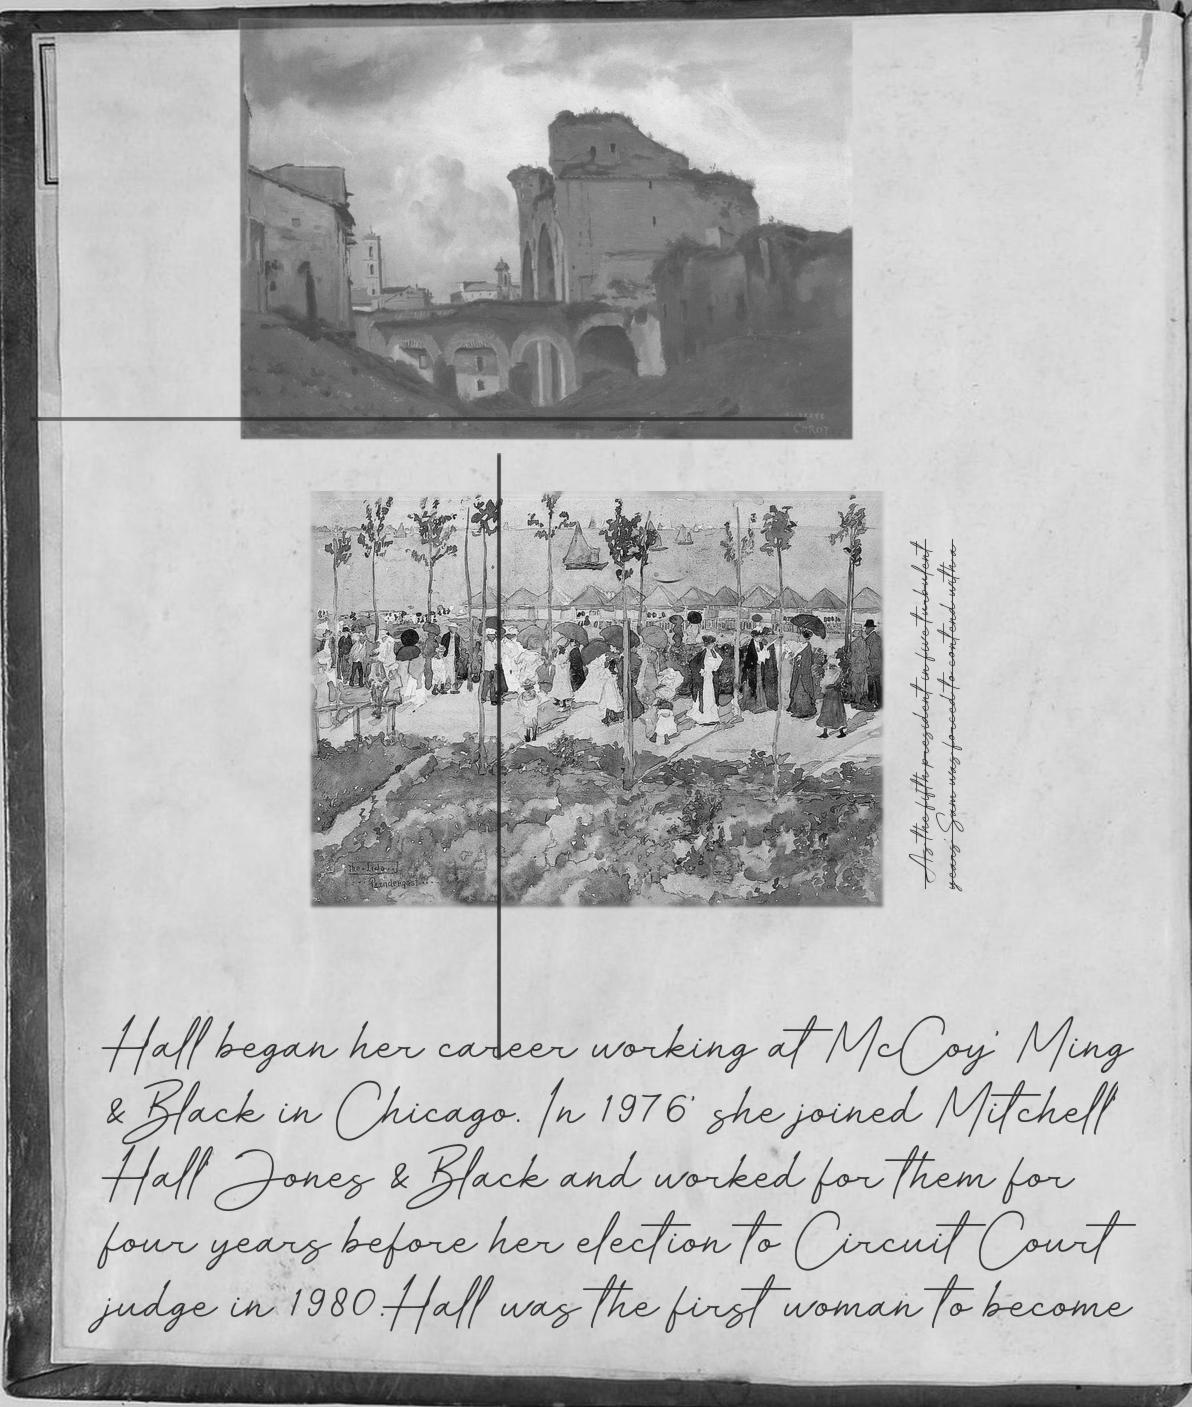 COROT
The Lido
Prendergast
As the fifth president in five turbulent
years' Sam was forced to contend with a
Hall began her career working at McCoy' Ming
& Black in Chicago. In 1976' she joined Mitchell'
Hall' Jones & Black and worked for them for
four years before her election to Circuit Court
judge in 1980.Hall was the first woman to become